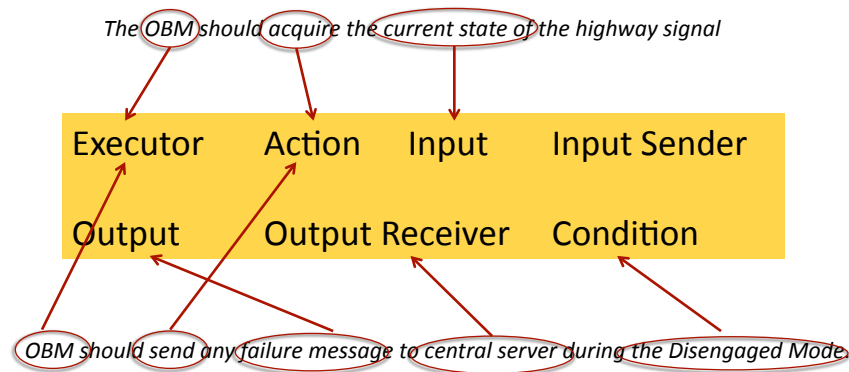 The OBM should acquire the current state of the highway signal
Executor Action Input Input Sender
Output Output Receiver Condition
OBM should send any failure message to central server during the Disengaged Mode.